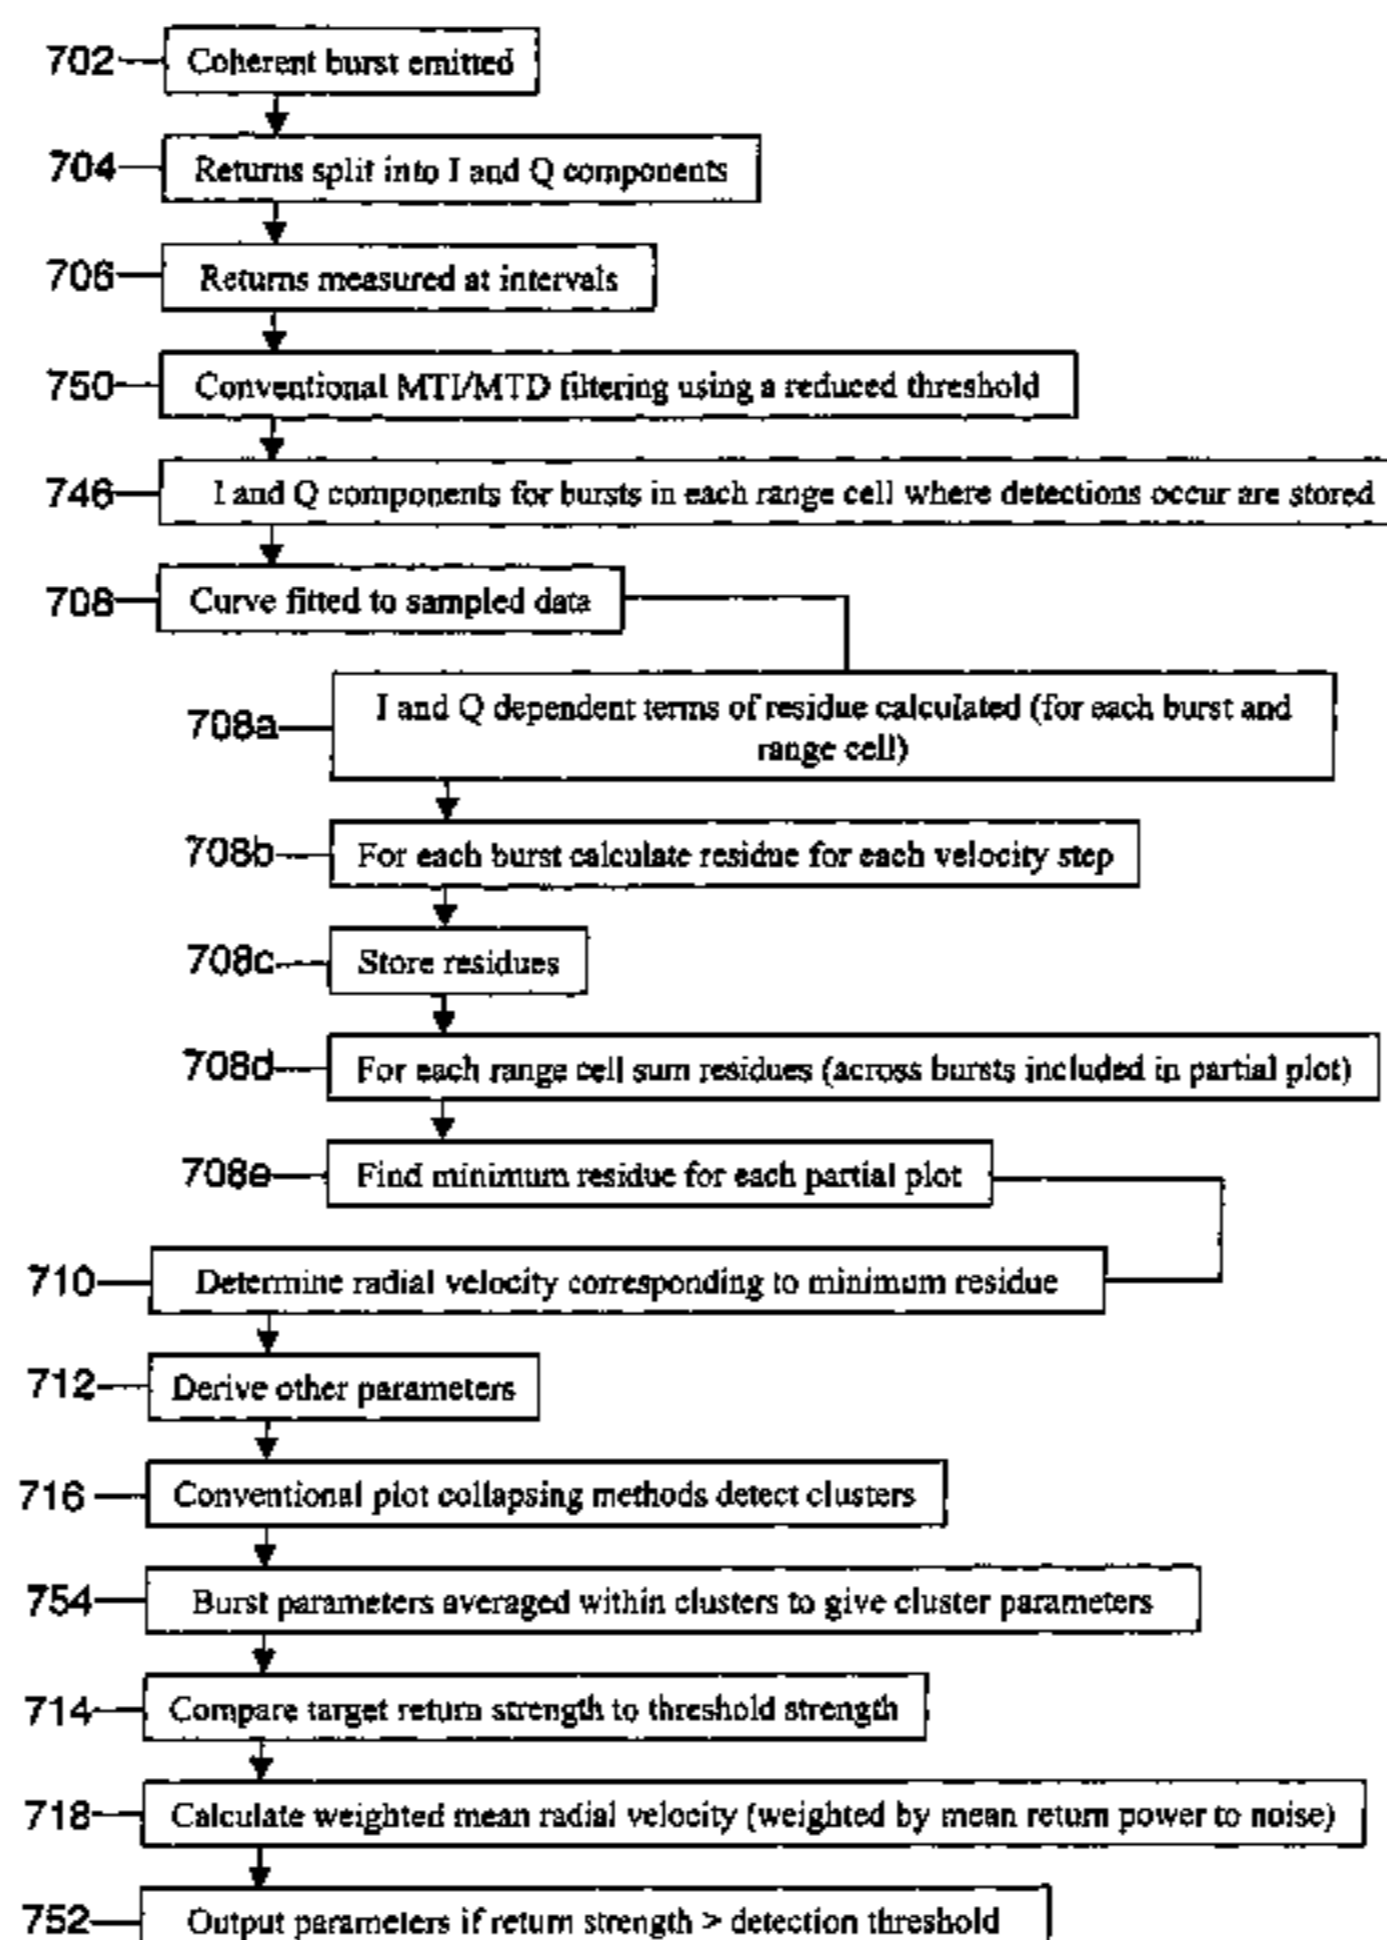 702 Coherent burst emitted
704 Returns split into I and Q components
706 Returns measured at intervals
750 Conventional MTI/MTD filtering using a reduced threshold
746 I and Q components for bursts in each range cell where detections occur are stored
708 Curve fitted to sampled data
708a I and Q dependent terms of residue calculated (for each burst and
range cell)
708b For each burst calculate residue for each velocity step
708c Store residues
708d For each range cell sum residues (across bursts included in partial plot)
708e Find minimum residue for each partial plot
710 Determine radial velocity corresponding to minimum residue
712 Derive other parameters
716 Conventional plot collapsing methods detect clusters
754 Burst parameters averaged within clusters to give cluster parameters
714 Compare target return strength to threshold strength
718 Calculate weighted mean radial velocity (weighted by mean return power to noise)
752 Output parameters if return strength > detection threshold